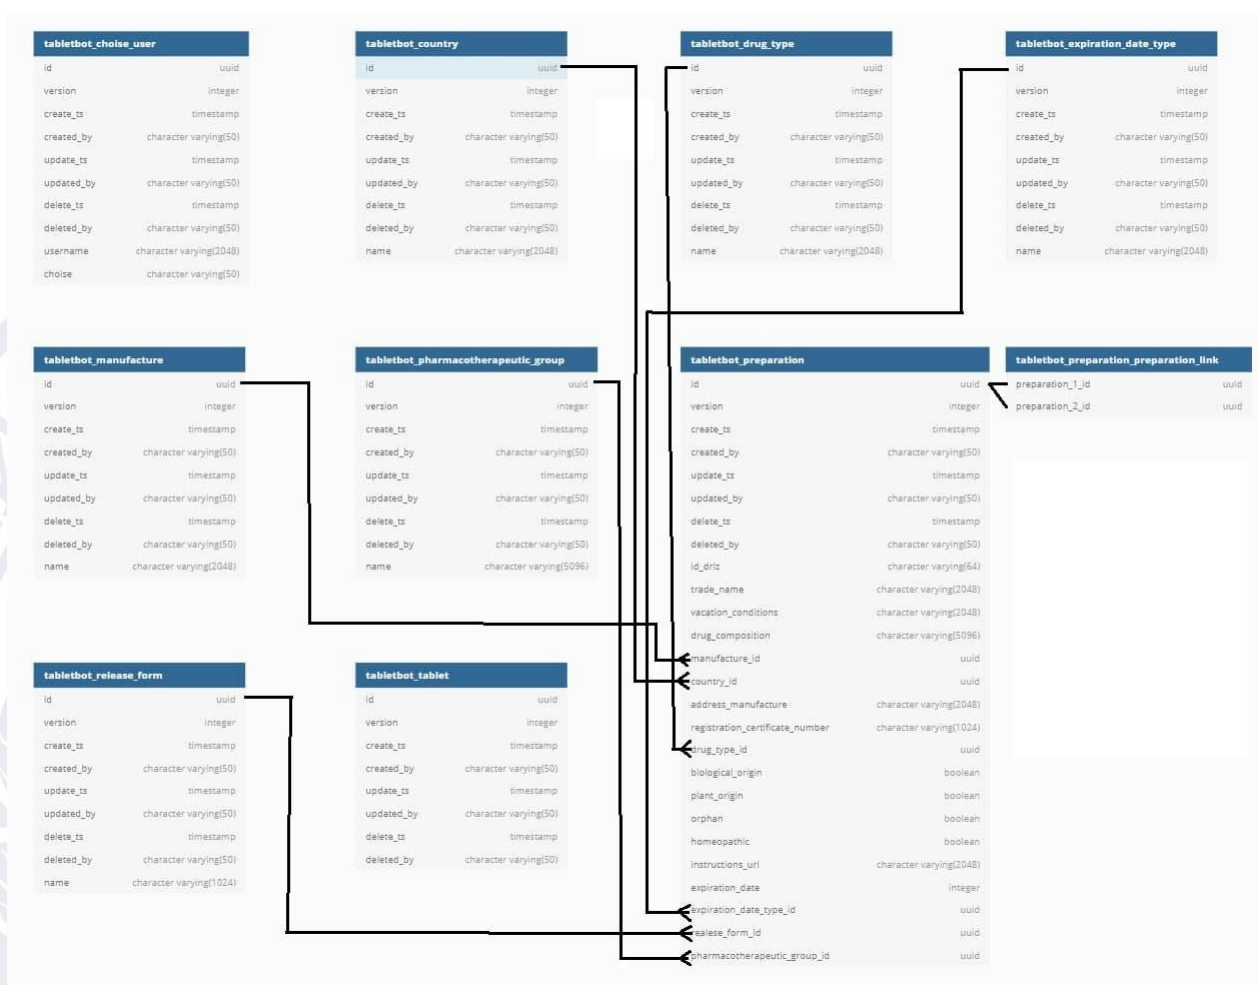 tabletbot_choise_user
id uuid
version integer
create_ts timestamp
created_by character varying(50)
update_ts timestamp
updated_by character varying(50)
delete_ts timestamp
deleted_by character varying(50)
username character varying(2048)
choise character varying(50)
tabletbot_country
id uuid
version integer
create_ts timestamp
created_by character varying(50)
update_ts timestamp
updated_by character varying(50)
delete_ts timestamp
deleted_by character varying(50)
name character varying(2048)
tabletbot_drug_type
id uuid
version integer
create_ts timestamp
created_by character varying(50)
update_ts timestamp
updated_by character varying(50)
delete_ts timestamp
deleted_by character varying(50)
name character varying(2048)
tabletbot_expiration_date_type
id uuid
version integer
create_ts timestamp
created_by character varying(50)
update_ts timestamp
updated_by character varying(50)
delete_ts timestamp
deleted_by character varying(50)
name character varying(2048)
tabletbot_manufacture
id uuid
version integer
create_ts timestamp
created_by character varying(50)
update_ts timestamp
updated_by character varying(50)
delete_ts timestamp
deleted_by character varying(50)
name character varying(2048)
tabletbot_pharmacotherapeutic_group
id uuid
version integer
create_ts timestamp
created_by character varying(50)
update_ts timestamp
updated_by character varying(50)
delete_ts timestamp
deleted_by character varying(50)
name character varying(5096)
tabletbot_preparation
id uuid
version integer
create_ts timestamp
created_by character varying(50)
update_ts timestamp
updated_by character varying(50)
delete_ts timestamp
deleted_by character varying(50)
id_drlz character varying(64)
trade_name character varying(2048)
vacation_conditions character varying(2048)
drug_composition character varying(5096)
manufacture_id uuid
country_id uuid
address_manufacture character varying(2048)
registration_certificate_number character varying(1024)
drug_type_id uuid
biological_origin boolean
plant_origin boolean
orphan boolean
homeopathic boolean
instructions_url character varying(2048)
expiration_date integer
expiration_date_type_id uuid
realese_form_id uuid
pharmacotherapeutic_group_id uuid
tabletbot_preparation_preparation_link
preparation_1_id uuid
preparation_2_id uuid
tabletbot_release_form
id uuid
version integer
create_ts timestamp
created_by character varying(50)
update_ts timestamp
updated_by character varying(50)
delete_ts timestamp
deleted_by character varying(50)
name character varying(1024)
tabletbot_tablet
id uuid
version integer
create_ts timestamp
created_by character varying(50)
update_ts timestamp
updated_by character varying(50)
delete_ts timestamp
deleted_by character varying(50)